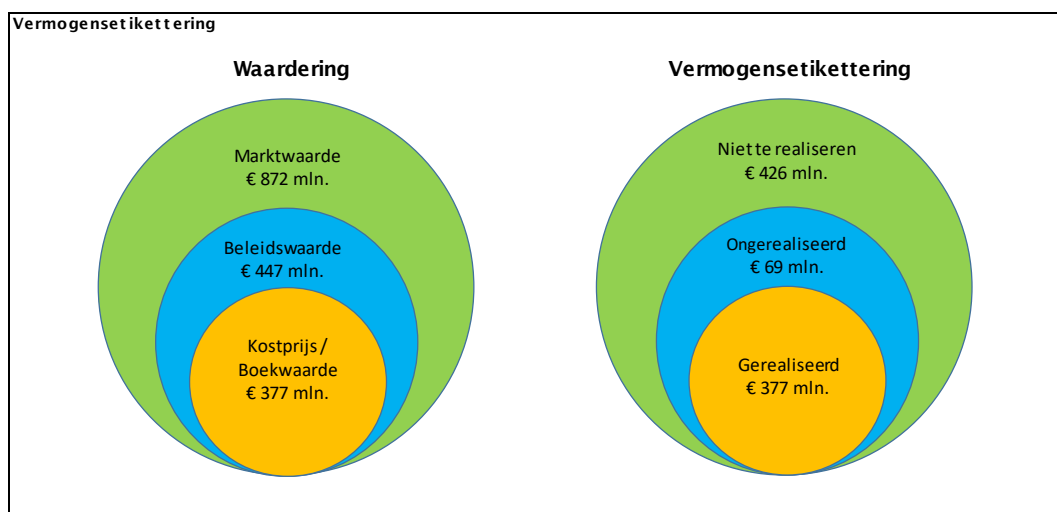 Vermogensetikettering
Waardering
Marktwaarde
€ 872 mln.
Beleidswaarde
€ 447 mln.
Kostprijs /
Boekwaarde
€ 377 mln.
Vermogensetikettering
Niet te realiseren
€ 426 mln.
Ongerealiseerd
€ 69 mln.
Gerealiseerd
€ 377 mln.